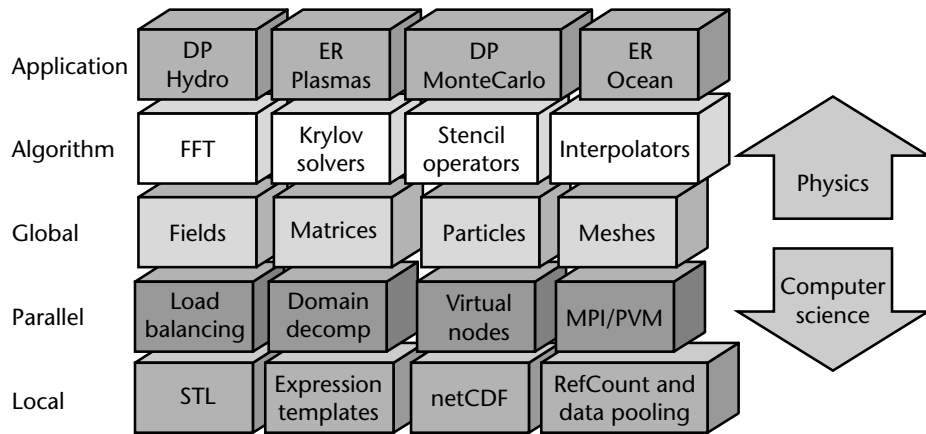 Application
DP
Hydro
ER
Plasmas
DP
MonteCarlo
ER
Ocean
Algorithm
FFT
Krylov
solvers
Stencil
operators
Interpolators
Physics
Global
Fields
Matrices
Particles
Meshes
Parallel
Load
balancing
Domain
decomp
Virtual
nodes
MPI/PVM
Computer
science
Local
STL
Expression
templates
netCDF
RefCount and
data pooling